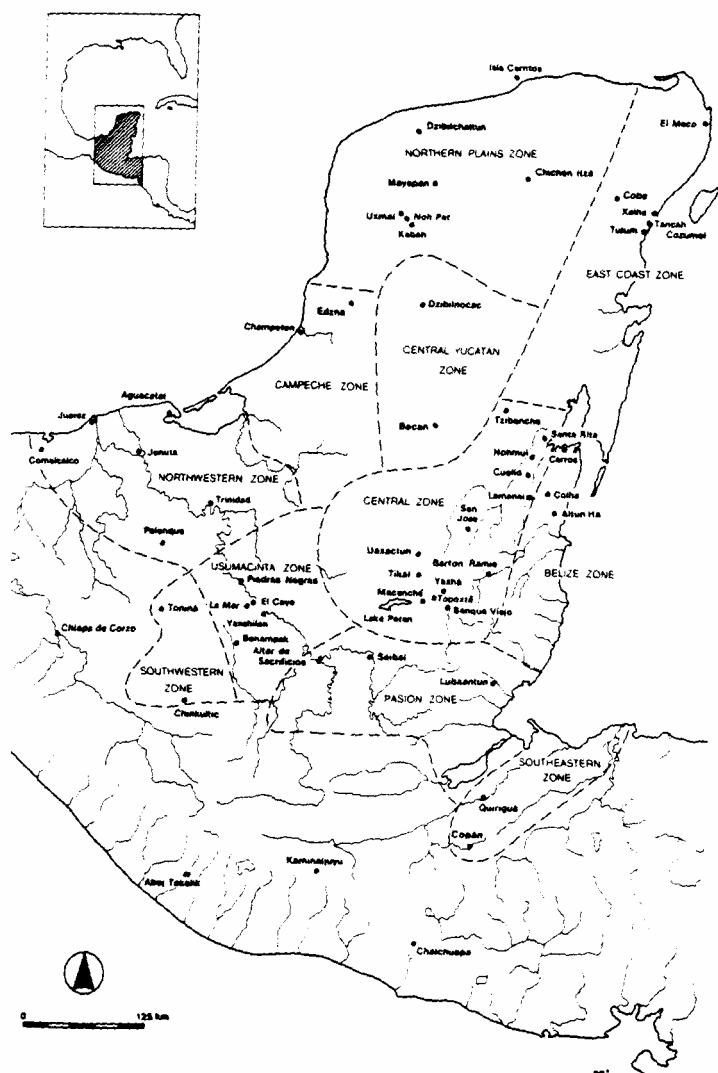 Isla Cerritos
El Meco
Dzibilchaltun
NORTHERN PLAINS ZONE
Chichen Itzá
Mayapan
Coba
Uxmal
Noh Pat
Kabah
Xelha
Tancah
Cozumel
Tulum
EAST COAST ZONE
Edzna
Dzibilnocac
Champoton
CENTRAL YUCATAN
ZONE
CAMPECHE ZONE
Aguacatal
Juarez
Becan
Tzibanche
Santa Rita
Comalcalco
Jonuta
Nohmul
Cerros
NORTHWESTERN
ZONE
Cuello
CENTRAL ZONE
Lamanai
Colha
Trinidad
San
Jose
Altun Ha
Palenque
Uaxactun
Barton Ramie
BELIZE ZONE
USUMACINTA ZONE
Piedras Negras
Tikal
Yaxha
Macanché
Topoxté
La Mar
El Cayo
Toniná
Lake Peten
Benque Viejo
Yaxchilan
Chiapa de Corzo
Bonampak
Altar de
Sacrificios
Seibal
SOUTHWESTERN
ZONE
Lubaantun
PASION ZONE
Chinkultic
SOUTHEASTERN
ZONE
Quiriguá
Copán
Kaminaljuyu
Abaj Takalik
Chalchuapa
0 125 km